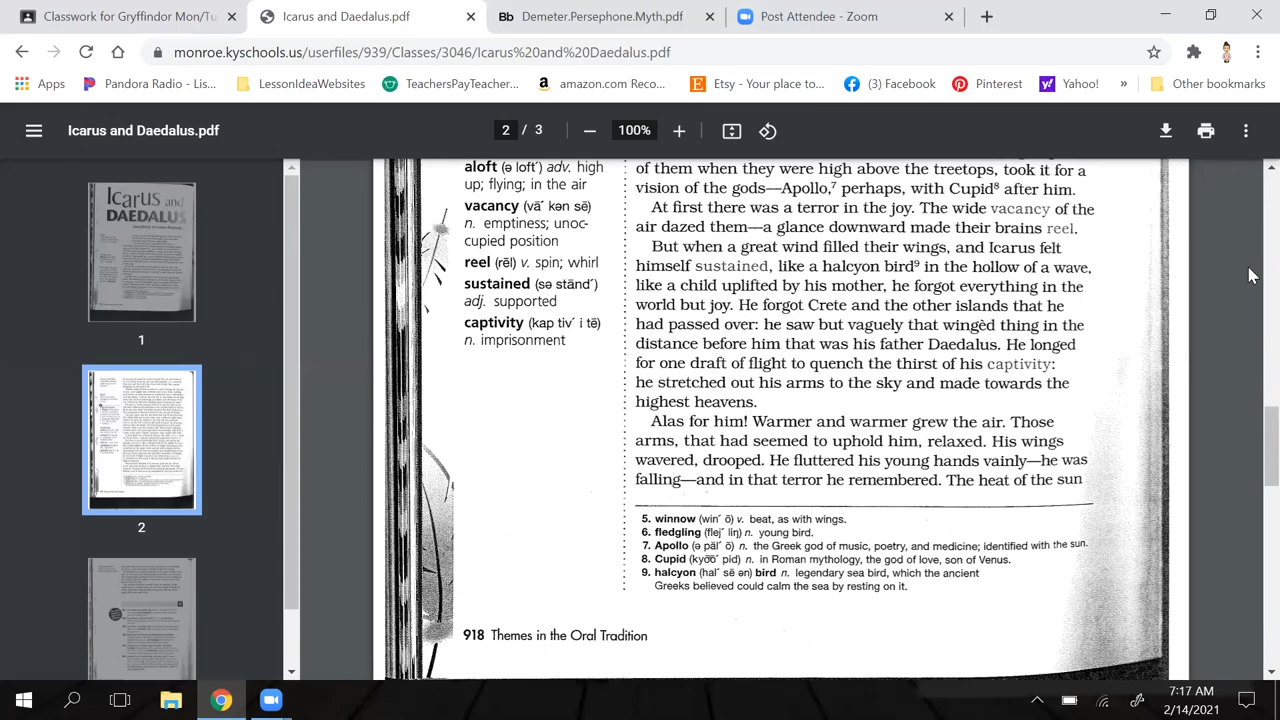 Classwork for Gryffindor Mon/Tu
Icarus and Daedalus.pdf
Demeter.Persephone.Myth.pdf
Post Attendee - Zoom
monroe.kyschools.us/userfiles/939/Classes/3046/Icarus%20and%20Daedalus.pdf
Apps
Pandora Radio - Lis...
LessonIdeaWebsites
TeachersPayTeacher...
amazon.com Reco...
Etsy - Your place to...
(3) Facebook
Pinterest
Yahoo!
»
Other bookmarks
Icarus and Daedalus.pdf
2 / 3
100%
Icarus and
DAEDALUS
1
2
aloft (ə loft´) adv. high
up; flying; in the air
vacancy (vā´ kən sē)
n. emptiness; unoc-
cupied position
reel (rēl) v. spin; whirl
sustained (sə stānd´)
adj. supported
captivity (kap tiv´ i tē)
n. imprisonment
of them when they were high above the treetops, took it for a
vision of the gods—Apollo,⁷ perhaps, with Cupid⁸ after him.
At first there was a terror in the joy. The wide vacancy of the
air dazed them—a glance downward made their brains reel.
But when a great wind filled their wings, and Icarus felt
himself sustained, like a halcyon bird⁹ in the hollow of a wave,
like a child uplifted by his mother, he forgot everything in the
world but joy. He forgot Crete and the other islands that he
had passed over: he saw but vaguely that wingèd thing in the
distance before him that was his father Daedalus. He longed
for one draft of flight to quench the thirst of his captivity:
he stretched out his arms to the sky and made towards the
highest heavens.
Alas for him! Warmer and warmer grew the air. Those
arms, that had seemed to uphold him, relaxed. His wings
wavered, drooped. He fluttered his young hands vainly—he was
falling—and in that terror he remembered. The heat of the sun
5. winnow (win´ ō) v. beat, as with wings.
6. fledgling (flej´ liŋ) n. young bird.
7. Apollo (ə päl´ ō) n. the Greek god of music, poetry, and medicine; identified with the sun.
8. Cupid (kyo͞o´ pid) n. in Roman mythology, the god of love, son of Venus.
9. halcyon (hal´ sē ən) bird n. legendary sea bird, which the ancient
Greeks believed could calm the sea by resting on it.
918 Themes in the Oral Tradition
7:17 AM
2/14/2021